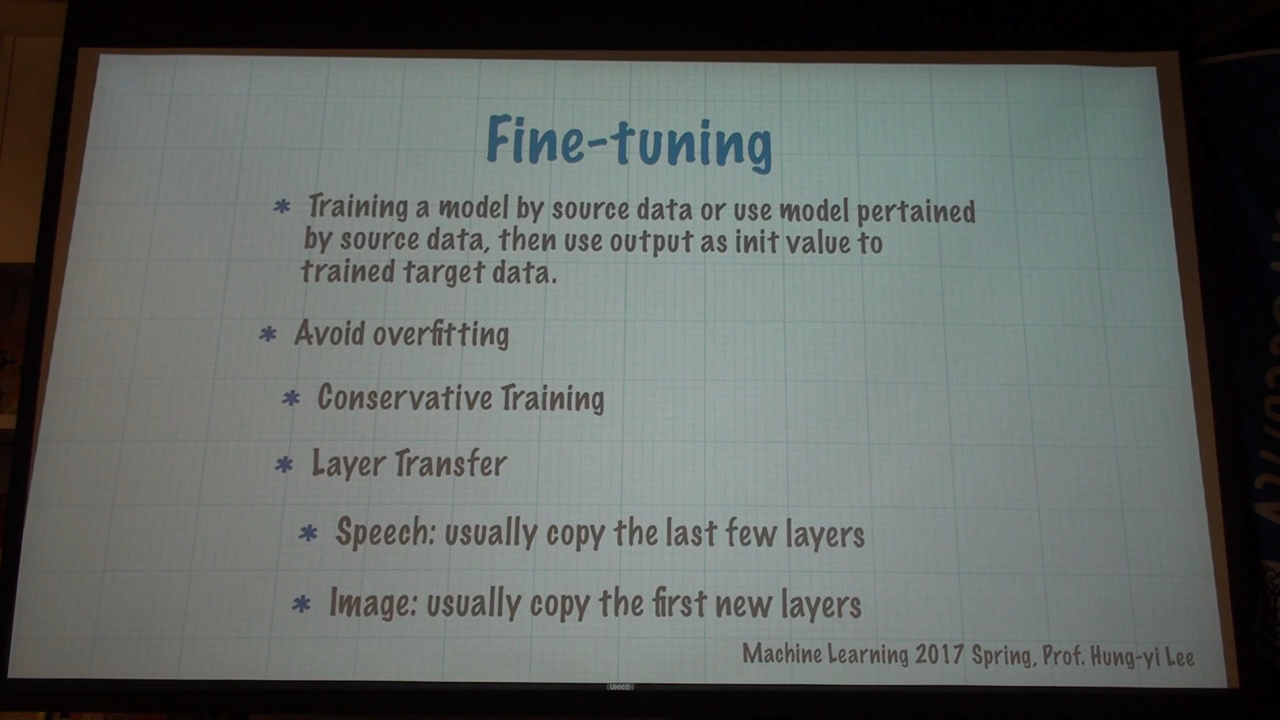 Fine-tuning
* Training a model by source data or use model pertained
by source data, then use output as init value to
trained target data.
* Avoid overfitting
* Conservative Training
* Layer Transfer
* Speech: usually copy the last few layers
* Image: usually copy the first new layers
Machine Learning 2017 Spring, Prof. Hung-yi Lee